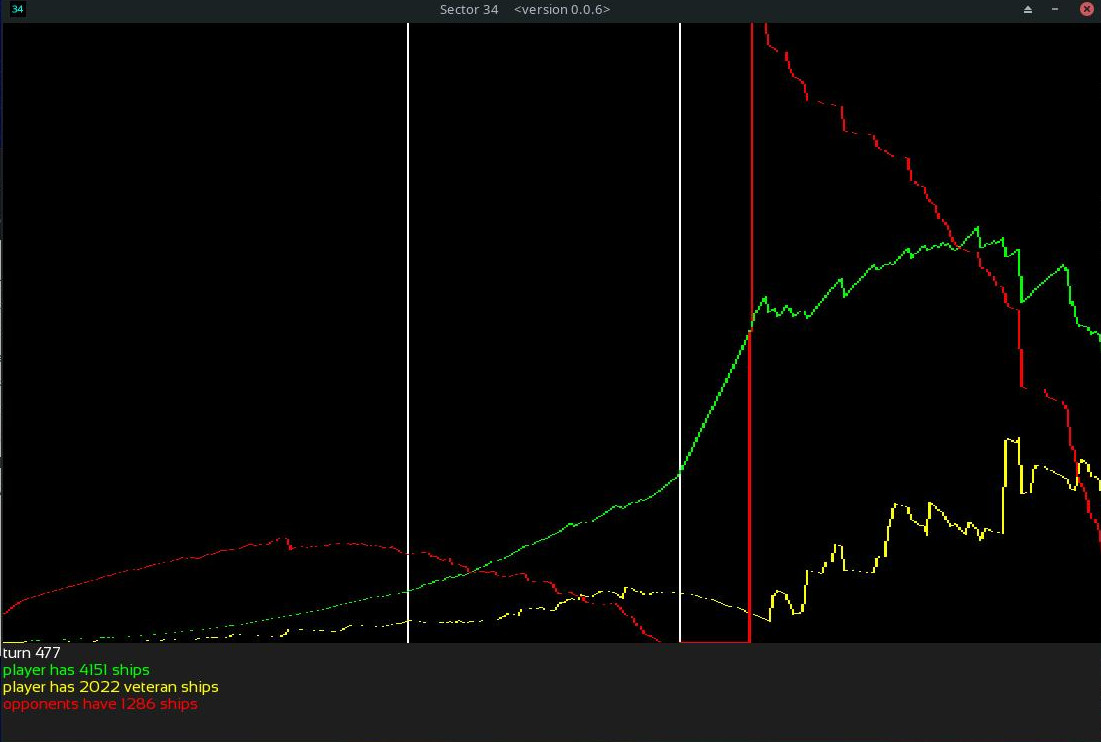 34 Sector 34 <version 0.0.6>
turn 477
player has 4151 ships
player has 2022 veteran ships
opponents have 1286 ships